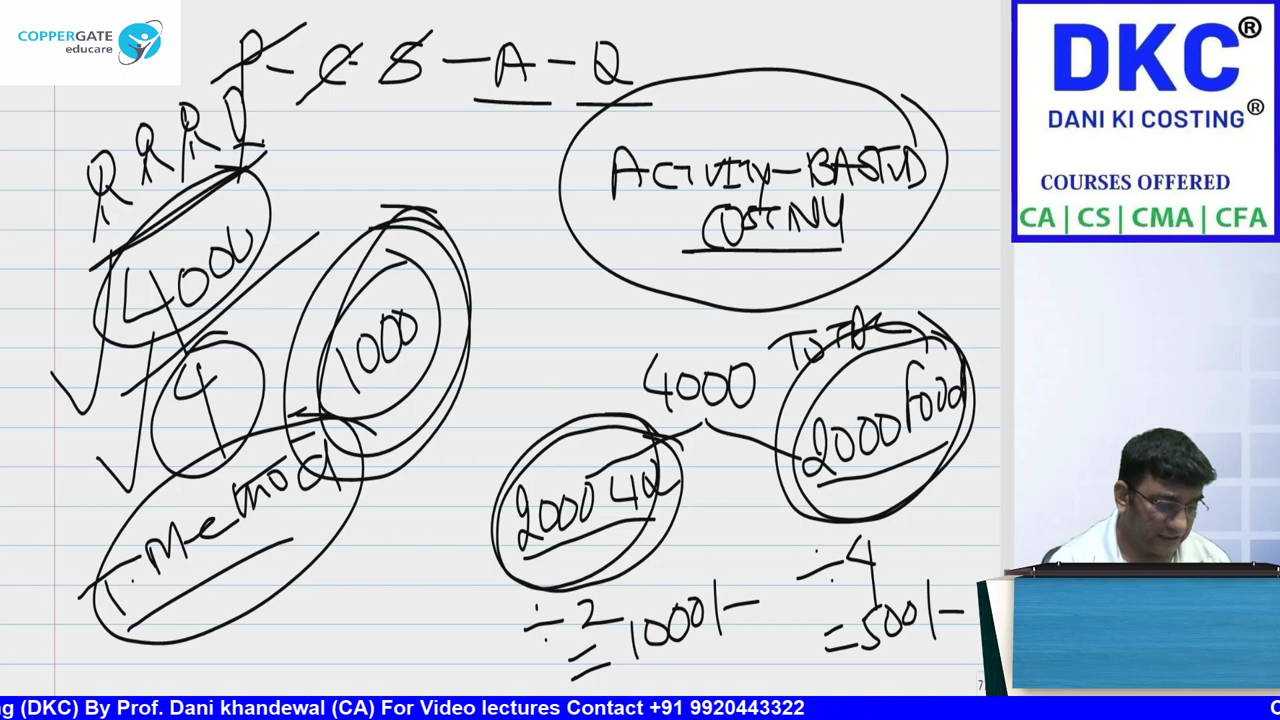 COPPERGATE
educare
P - C S - A - Q
R R R D
ACTIVITY-BASED
COSTING
4000
4
1000
T. Method
TOTAL
4000
2000
2000 Food
÷ 2
= 1000/-
÷ 4
= 500/-
7
DKC®
DANI KI COSTING®
COURSES OFFERED
CA | CS | CMA | CFA
g (DKC) By Prof. Dani khandewal (CA) For Video lectures Contact +91 9920443322